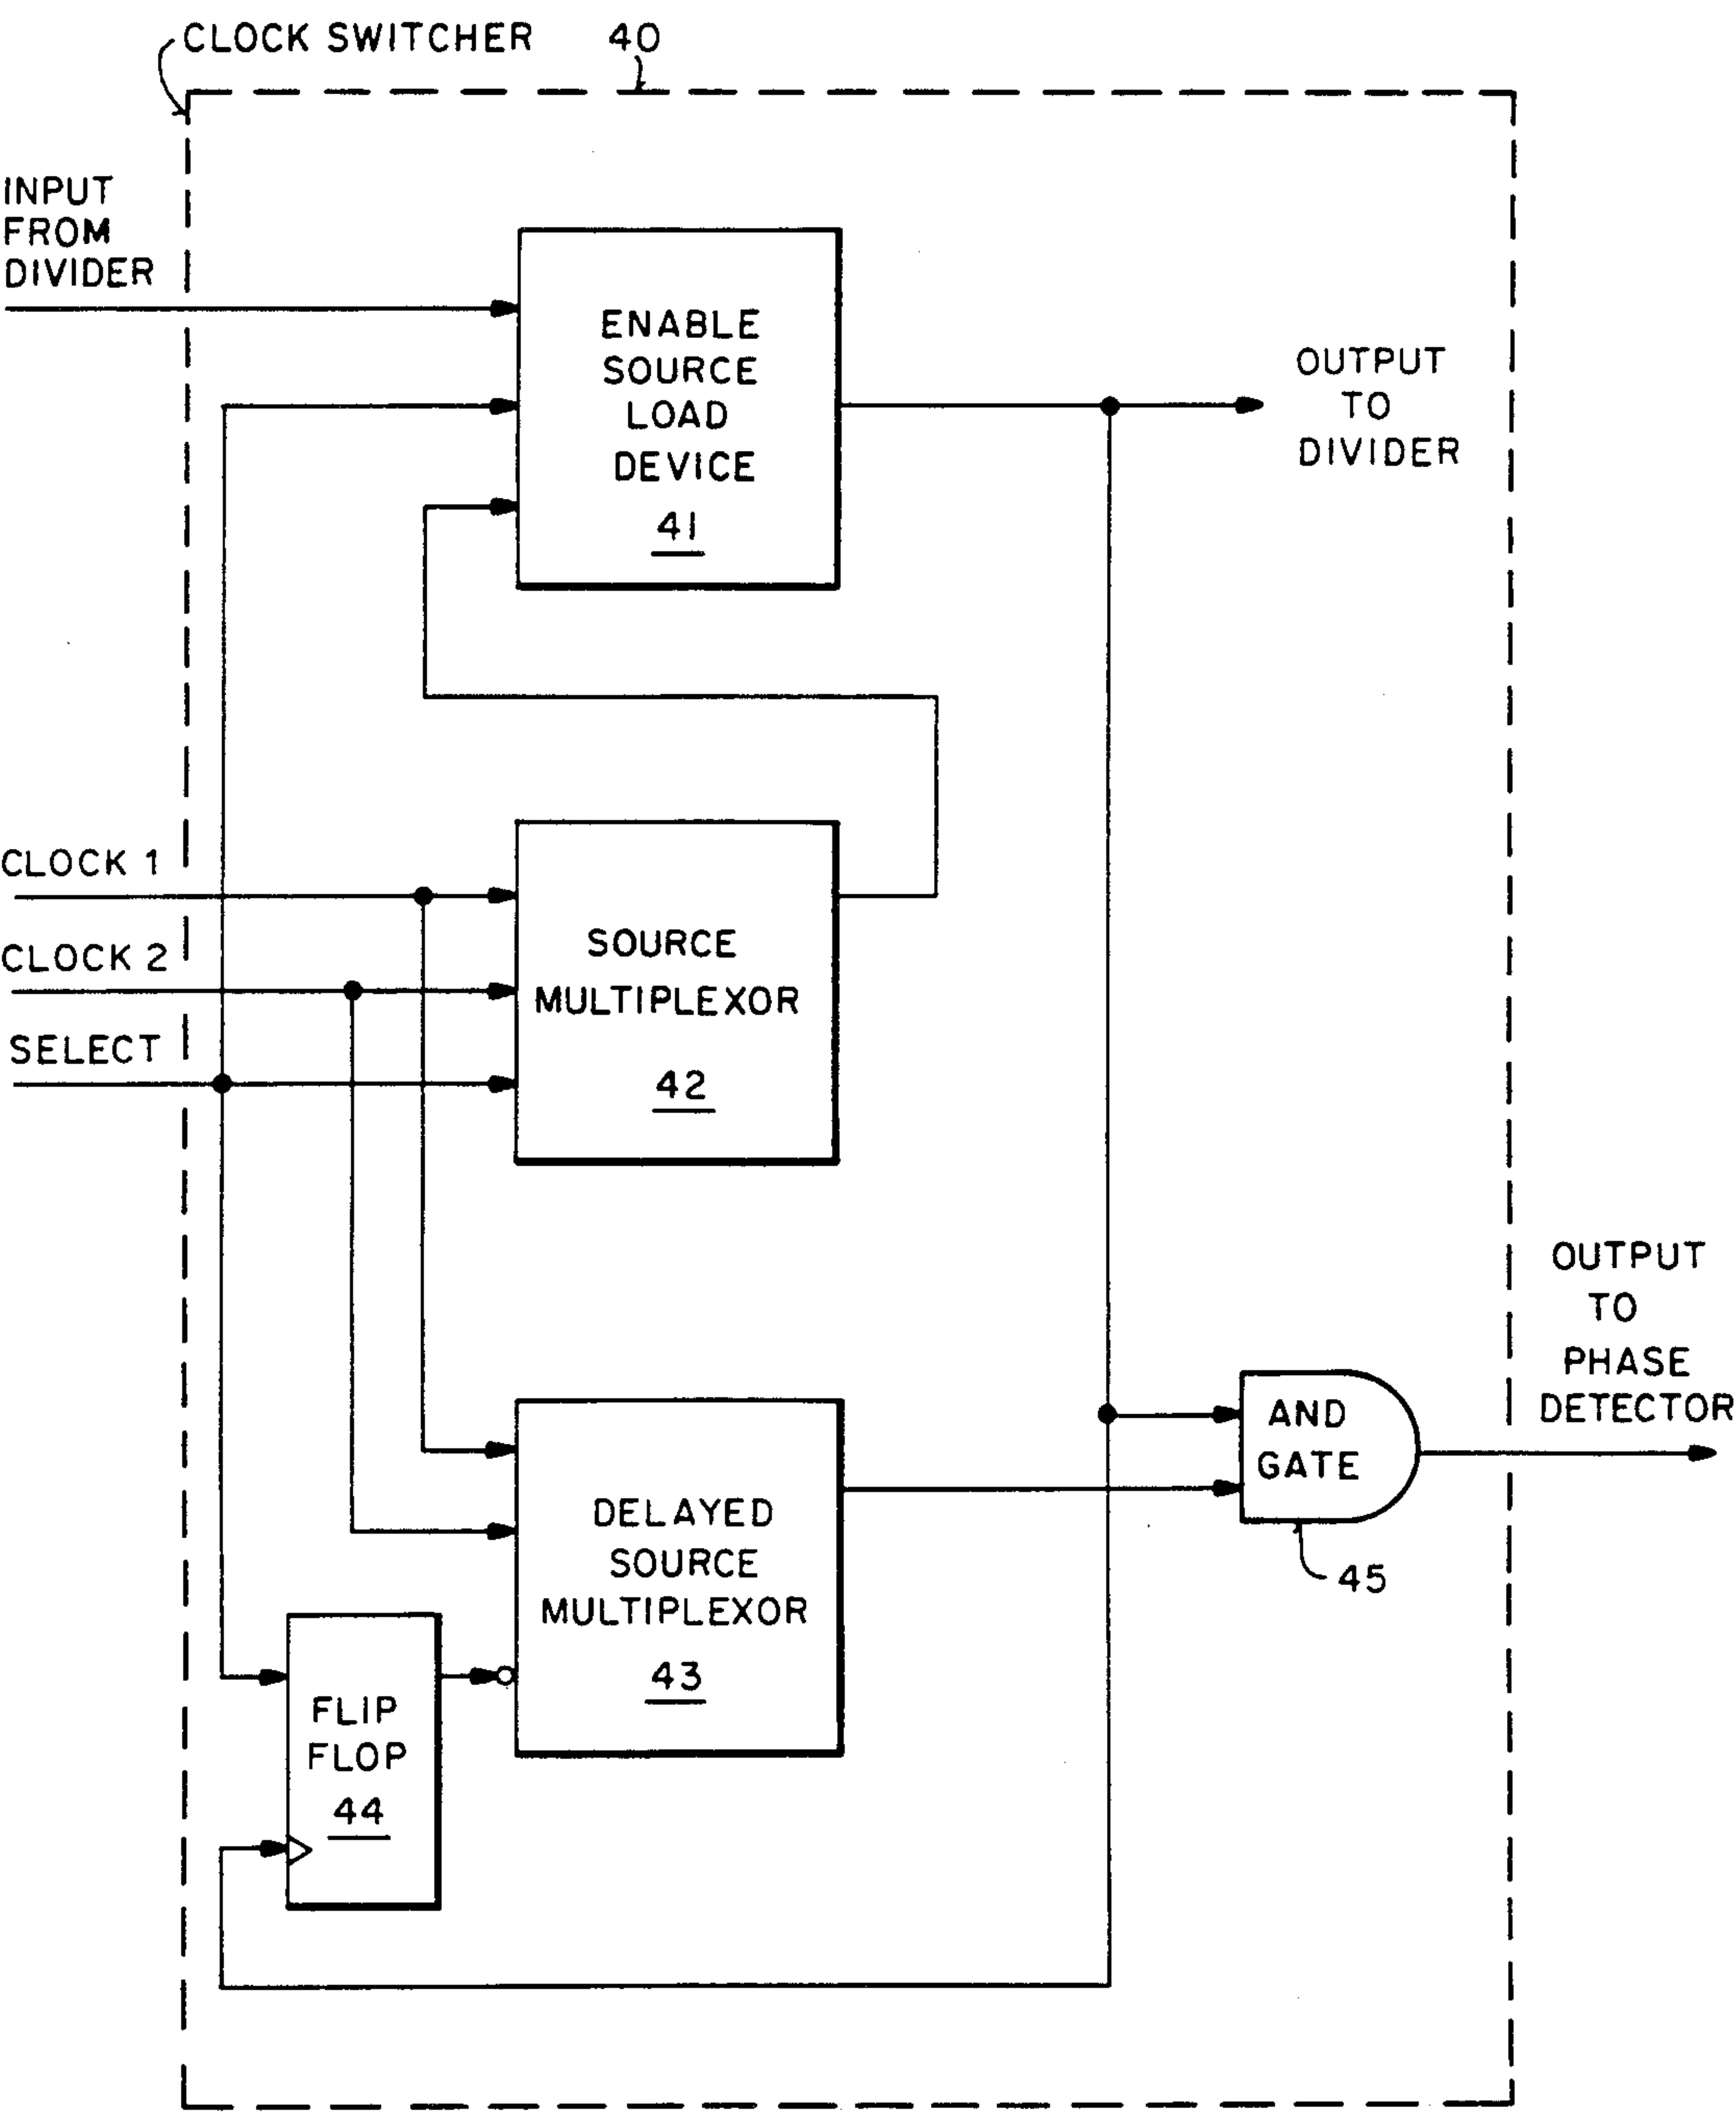 CLOCK SWITCHER
40
INPUT
FROM
DIVIDER
ENABLE
SOURCE
LOAD
DEVICE
41
OUTPUT
TO
DIVIDER
CLOCK 1
CLOCK 2
SELECT
SOURCE
MULTIPLEXOR
42
OUTPUT
TO
PHASE
DETECTOR
AND
GATE
45
DELAYED
SOURCE
MULTIPLEXOR
43
FLIP
FLOP
44